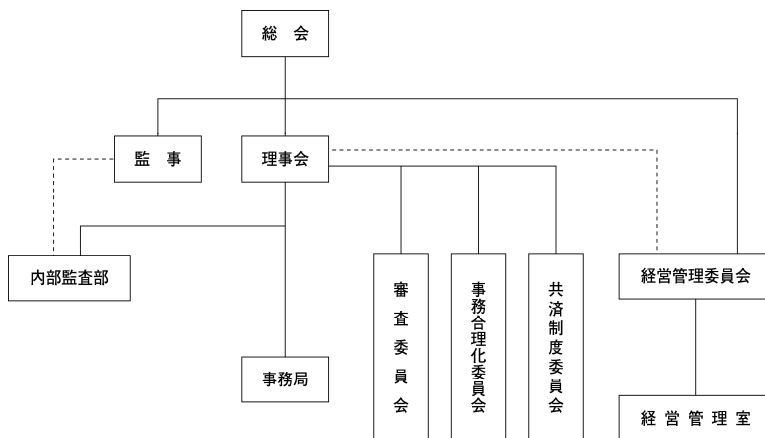 総　会
監　事
理事会
内部監査部
審査委員会
事務合理化委員会
共済制度委員会
経営管理委員会
事務局
経営管理室